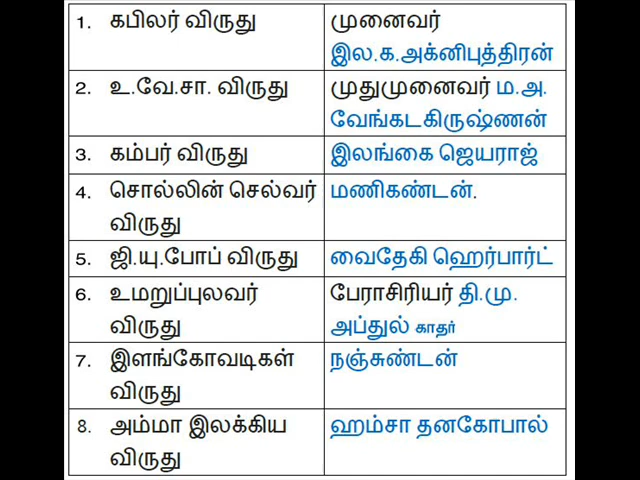 1. கபிலர் விருது முனைவர்
இல.க.அக்னிபுத்திரன்
2. உ.வே.சா. விருது முதுமுனைவர் ம.அ.
வேங்கடகிருஷ்ணன்
3. கம்பர் விருது இலங்கை ஜெயராஜ்
4. சொல்லின் செல்வர் மணிகண்டன்.
விருது
5. ஜி.யு.போப் விருது வைதேகி ஹெர்பார்ட்
6. உமறுப்புலவர் பேராசிரியர் தி.மு.
விருது அப்துல் காதர்
7. இளங்கோவடிகள் நஞ்சுண்டன்
விருது
8. அம்மா இலக்கிய ஹம்சா தனகோபால்
விருது